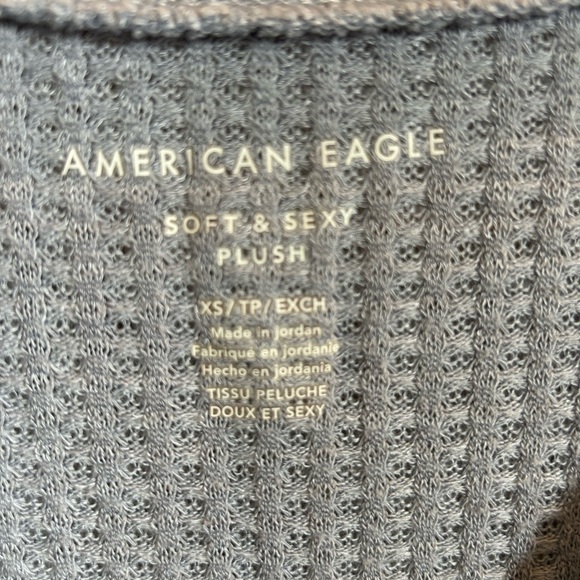 AMERICAN EAGLE
SOFT & SEXY
PLUSH
XS/TP/EXCH
Made in Jordan
Fabriqué en jordanie
Hecho en jordania
TISSU PELUCHE
DOUX ET SEXY